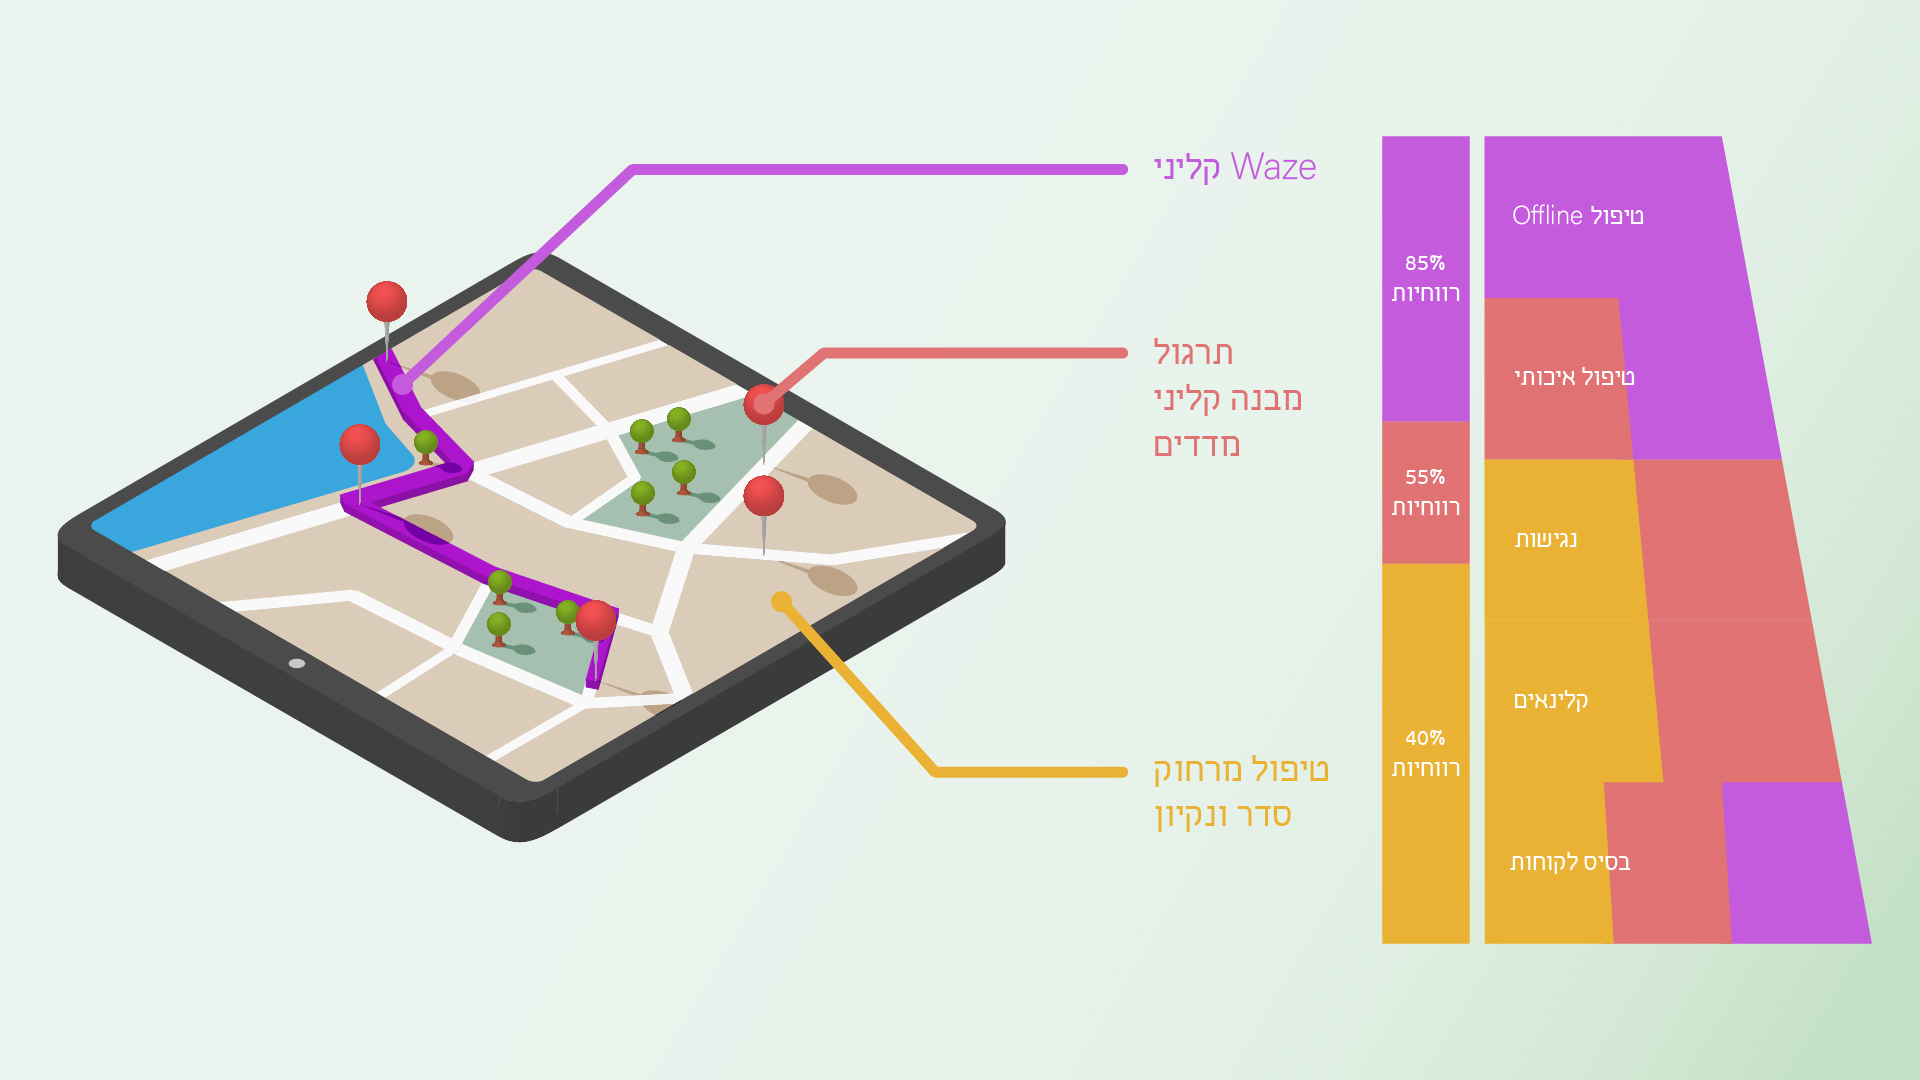 Waze קליני
תרגול
מבנה קליני
מדדים
טיפול מרחוק
סדר ונקיון
85%
רווחיות
55%
רווחיות
40%
רווחיות
טיפול Offline
טיפול איכותי
נגישות
קלינאים
בסיס לקוחות